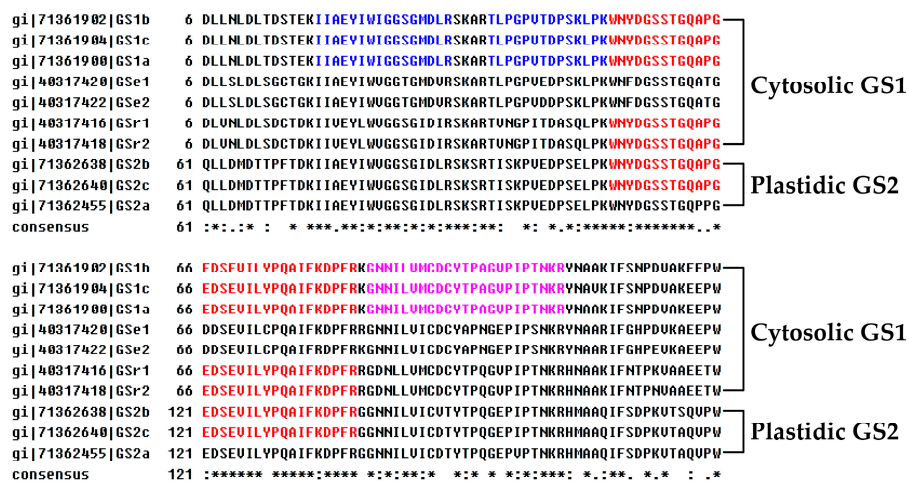 gi|71361902|GS1b 6 DLLNLDLTDSTEKIIAEYIWIGGSGMDLRSKARTLPGPVTDPSKLPKWNYDGSSTGQAPG
gi|71361904|GS1c 6 DLLNLDLTDSTEKIIAEYIWIGGSGMDLRSKARTLPGPVTDPSKLPKWNYDGSSTGQAPG
gi|71361900|GS1a 6 DLLNLDLTDSTEKIIAEYIWIGGSGMDLRSKARTLPGPVTDPSKLPKWNYDGSSTGQAPG
gi|40317420|GSe1 6 DLLSLDLSGSTGKIIAEYIWVGGTGMDVRSKARTLPGPVEDPSKLPKWNFDGSSTGQATG
Cytosolic GS1
gi|40317422|GSe2 6 DLLSLDLSGCTGKIIAEYIWVGGTGMDVRSKARTLPGPVDDPSKLPKWNFDGSSTGQATG
gi|40317416|GSr1 6 DLVNLDLSDCTEKIIVEYLWVGGSGIDIRSKARTVNGPITDASQLPKWNYDGSSTGQAPG
gi|40317418|GSr2 6 DLVNLDLSDCTEKIIVEYLWVGGSGIDIRSKARTVNGPITDASQLPKWNYDGSSTGQAPG
gi|71362638|GS2b 61 QLLDMDTTPFTDKIIAEYIWVGGSGIDLRSKSRTISKPVEDPSELPKWNYDGSSTGQAPG
gi|71362640|GS2c 61 QLLDMDTTPFTDKIIAEYIWVGGSGIDLRSKSRTISKPVEDPSELPKWNYDGSSTGQAPG
Plastidic GS2
gi|71362455|GS2a 61 QLLDMDTTPFTDKIIAEYIWVGGSGIDLRSKSRTISKPVEDPSELPKWNYDGSSTGQPPG
consensus 61 :*:.:* :  * ***.**:*:**:*:*:****:**   *: * *:*****:*******..*
gi|71361902|GS1b 66 EDSEVILYPQAIFKDPFRKGNNILVMCDCYTPAGVPIPTNKRYNAAKIFSNPDVAKEEPW
gi|71361904|GS1c 66 EDSEVILYPQAIFKDPFRKGNNILVMCDCYTPAGVPIPTNKRYNAVKIFSNPDVAKEEPW
gi|71361900|GS1a 66 EDSEVILYPQAIFKDPFRKGNNILVMCDCYTPAGVPIPTNKRYNAAKIFSNPDVAKEEPW
gi|40317420|GSe1 66 DDSEVILCPQAIFKDPFRRGNNILVICDCYAPNGEPIPSNKRYNAARIFGHPDVKAEEPW
Cytosolic GS1
gi|40317422|GSe2 66 DDSEVILCPQAIFRDPFRKGNNILVICDCYAPNGEPIPSNKRYNAARIFGHPEVKAEEPW
gi|40317416|GSr1 66 EDSEVILYPQAIFKDPFRRGDNLLVMCDCYTPQGVPIPTNKRHNAAKIFNTPKVAAEETW
gi|40317418|GSr2 66 EDSEVILYPQAIFKDPFRRGDNLLVMCDCYTPQGVPIPTNKRHNAAKIFNTPNVAAEETW
gi|71362638|GS2b 121 EDSEVILYPQAIFKDPFRGGNNILVICVTYTPQGEPIPTNKRHMAAQIFSDPKVTSQVPW
gi|71362640|GS2c 121 EDSEVILYPQAIFKDPFRGGNNILVICDTYTPQGEPIPTNKRHMAAQIFSDPKVTAQVPW
Plastidic GS2
gi|71362455|GS2a 121 EDSEVILYPQAIFKDPFRGGNNILVICDTYTPQGEPVPTNKRHMAAKIFSDPKVTAQVPW
consensus 121 :****** *****:**** *:*:**:*  * * * *:*:***  *.:**. *.*  : .*